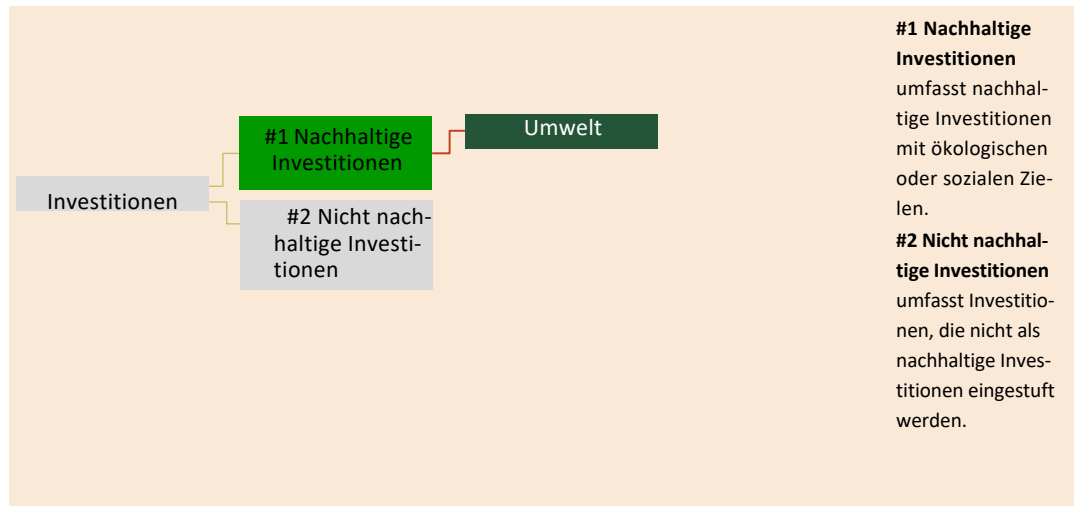 Investitionen
#1 Nachhaltige
Investitionen
Umwelt
#2 Nicht nach-
haltige Investi-
tionen
#1 Nachhaltige
Investitionen
umfasst nachhal-
tige Investitionen
mit ökologischen
oder sozialen Zie-
len.
#2 Nicht nachhal-
tige Investitionen
umfasst Investitio-
nen, die nicht als
nachhaltige Inves-
titionen eingestuft
werden.